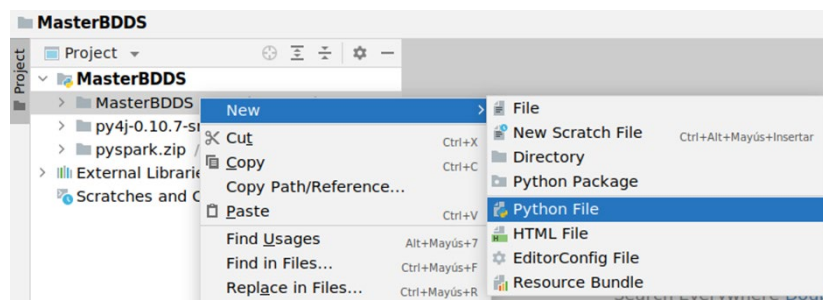 MasterBDDS
Project
Project
MasterBDDS
MasterBDDS
py4j-0.10.7-s
pyspark.zip /
External Librarie
Scratches and C
New
Cut Ctrl+X
Copy Ctrl+C
Copy Path/Reference...
Paste Ctrl+V
Find Usages Alt+Mayús+7
Find in Files... Ctrl+Mayús+F
Replace in Files... Ctrl+Mayús+R
File
New Scratch File Ctrl+Alt+Mayús+Insertar
Directory
Python Package
Python File
HTML File
EditorConfig File
Resource Bundle
Search Everywhere